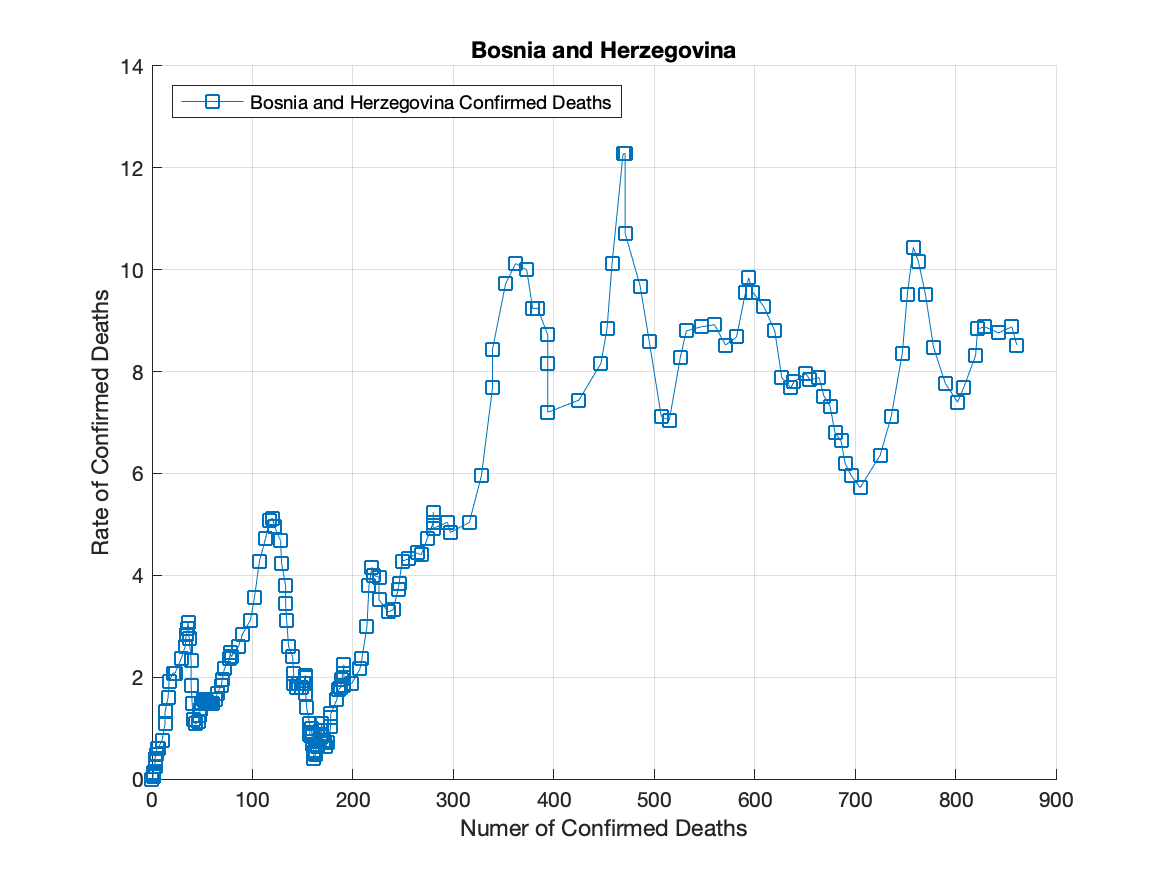 Bosnia and Herzegovina
14
Bosnia and Herzegovina Confirmed Deaths
12
10
8
6
4
2
0
Rate of Confirmed Deaths
0 100 200 300 400 500 600 700 800 900
Numer of Confirmed Deaths